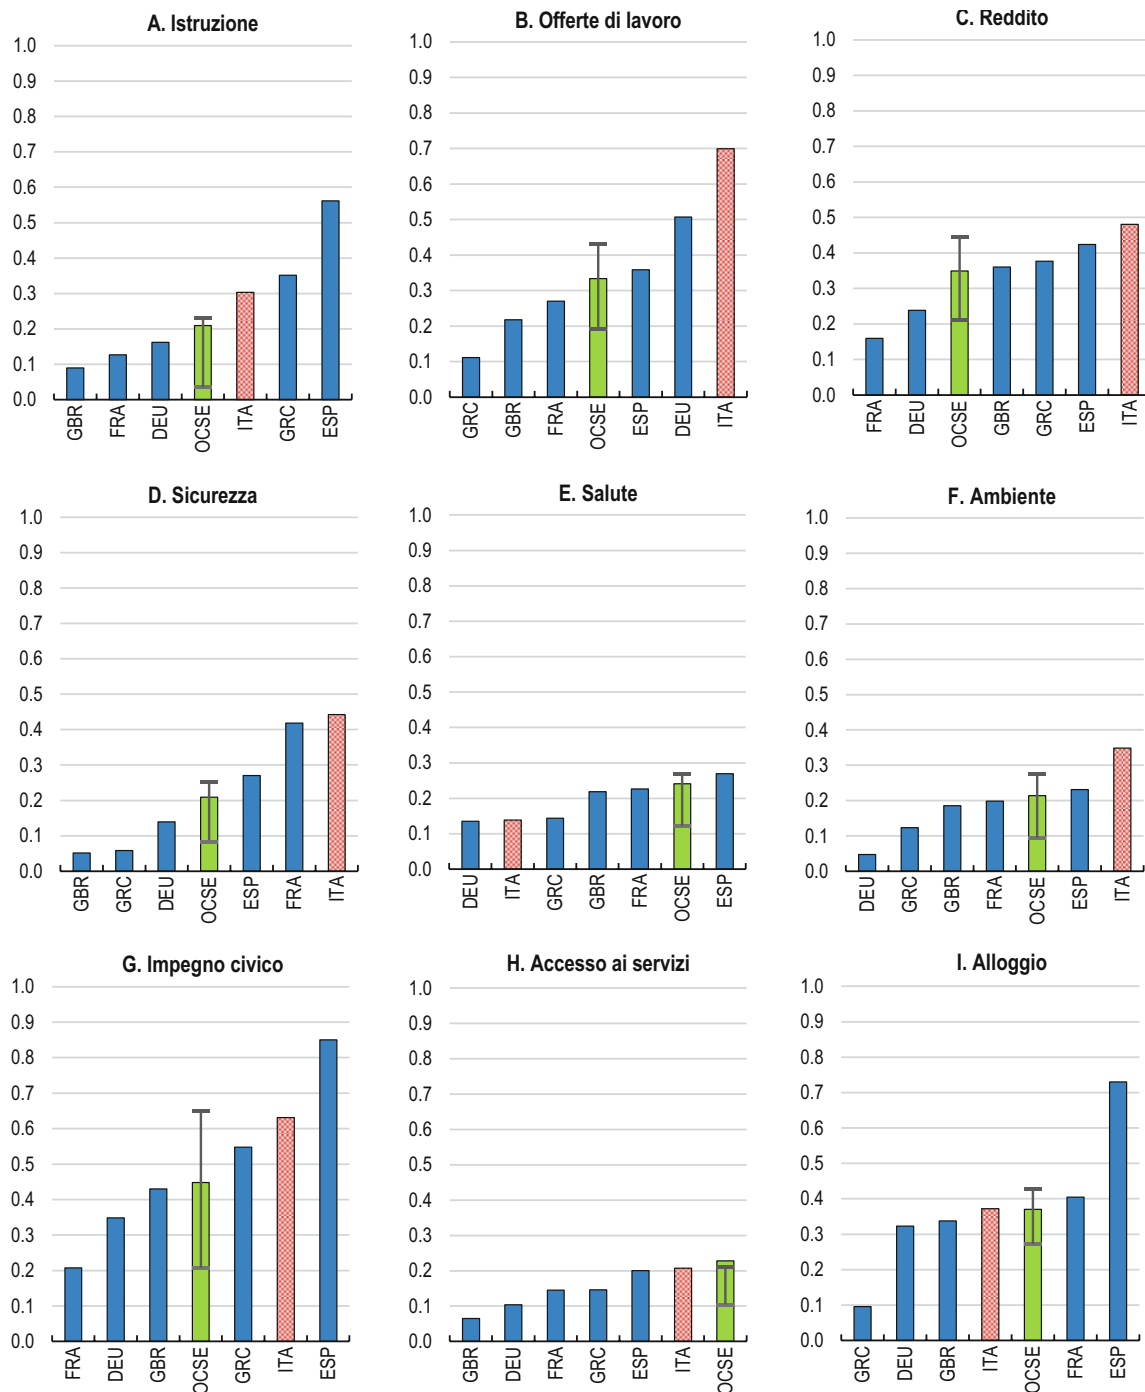 A. Istruzione
1.0
0.9
0.8
0.7
0.6
0.5
0.4
0.3
0.2
0.1
0.0
GBR
FRA
DEU
OCSE
ITA
GRC
ESP
B. Offerte di lavoro
1.0
0.9
0.8
0.7
0.6
0.5
0.4
0.3
0.2
0.1
0.0
GRC
GBR
FRA
OCSE
ESP
DEU
ITA
C. Reddito
1.0
0.9
0.8
0.7
0.6
0.5
0.4
0.3
0.2
0.1
0.0
FRA
DEU
OCSE
GBR
GRC
ESP
ITA
D. Sicurezza
1.0
0.9
0.8
0.7
0.6
0.5
0.4
0.3
0.2
0.1
0.0
GBR
GRC
DEU
OCSE
ESP
FRA
ITA
E. Salute
1.0
0.9
0.8
0.7
0.6
0.5
0.4
0.3
0.2
0.1
0.0
DEU
ITA
GRC
GBR
FRA
OCSE
ESP
F. Ambiente
1.0
0.9
0.8
0.7
0.6
0.5
0.4
0.3
0.2
0.1
0.0
DEU
GRC
GBR
FRA
OCSE
ESP
ITA
G. Impegno civico
1.0
0.9
0.8
0.7
0.6
0.5
0.4
0.3
0.2
0.1
0.0
FRA
DEU
GBR
OCSE
GRC
ITA
ESP
H. Accesso ai servizi
1.0
0.9
0.8
0.7
0.6
0.5
0.4
0.3
0.2
0.1
0.0
GBR
DEU
FRA
GRC
ESP
ITA
OCSE
I. Alloggio
1.0
0.9
0.8
0.7
0.6
0.5
0.4
0.3
0.2
0.1
0.0
GRC
DEU
GBR
ITA
OCSE
FRA
ESP